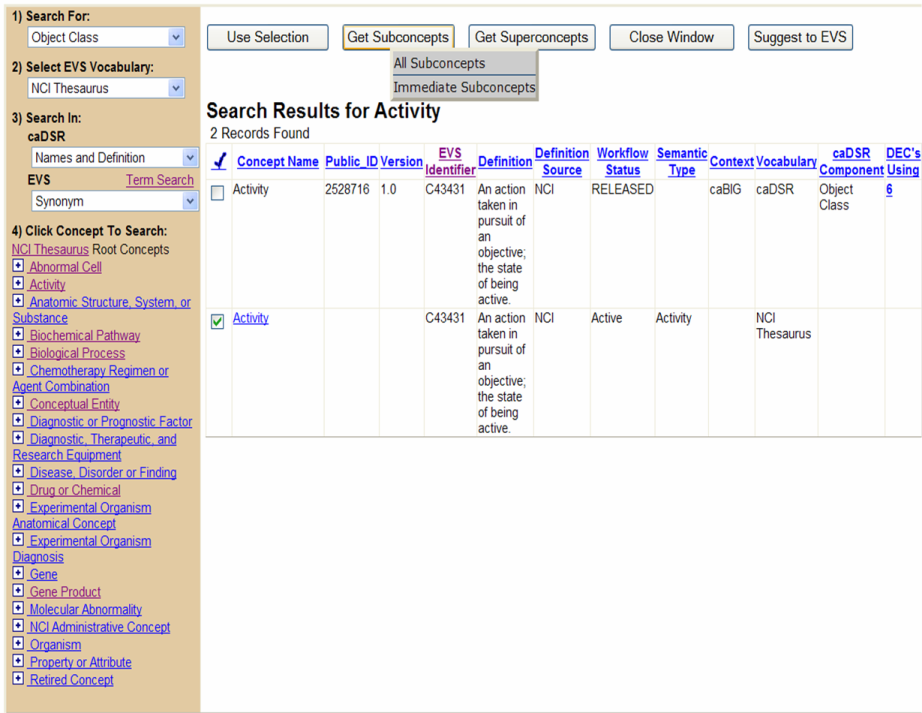 1) Search For:
Object Class
2) Select EVS Vocabulary:
NCI Thesaurus
3) Search In:
caDSR
Names and Definition
EVS Term Search
Synonym
4) Click Concept To Search:
NCI Thesaurus Root Concepts
Abnormal Cell
Activity
Anatomic Structure, System, or
Substance
Biochemical Pathway
Biological Process
Chemotherapy Regimen or
Agent Combination
Conceptual Entity
Diagnostic or Prognostic Factor
Diagnostic, Therapeutic, and
Research Equipment
Disease, Disorder or Finding
Drug or Chemical
Experimental Organism
Anatomical Concept
Experimental Organism
Diagnosis
Gene
Gene Product
Molecular Abnormality
NCI Administrative Concept
Organism
Property or Attribute
Retired Concept
Use Selection Get Subconcepts Get Superconcepts Close Window Suggest to EVS
All Subconcepts
Immediate Subconcepts
Search Results for Activity
2 Records Found
Concept Name Public_ID Version EVS Identifier Definition Definition Source Workflow Status Semantic Type Context Vocabulary caDSR Component DEC's Using
Activity 2528716 1.0 C43431 An action NCI RELEASED caBIG caDSR Object 6
taken in Class
pursuit of
an
objective;
the state
of being
active.
Activity C43431 An action NCI Active Activity NCI
taken in Thesaurus
pursuit of
an
objective;
the state
of being
active.